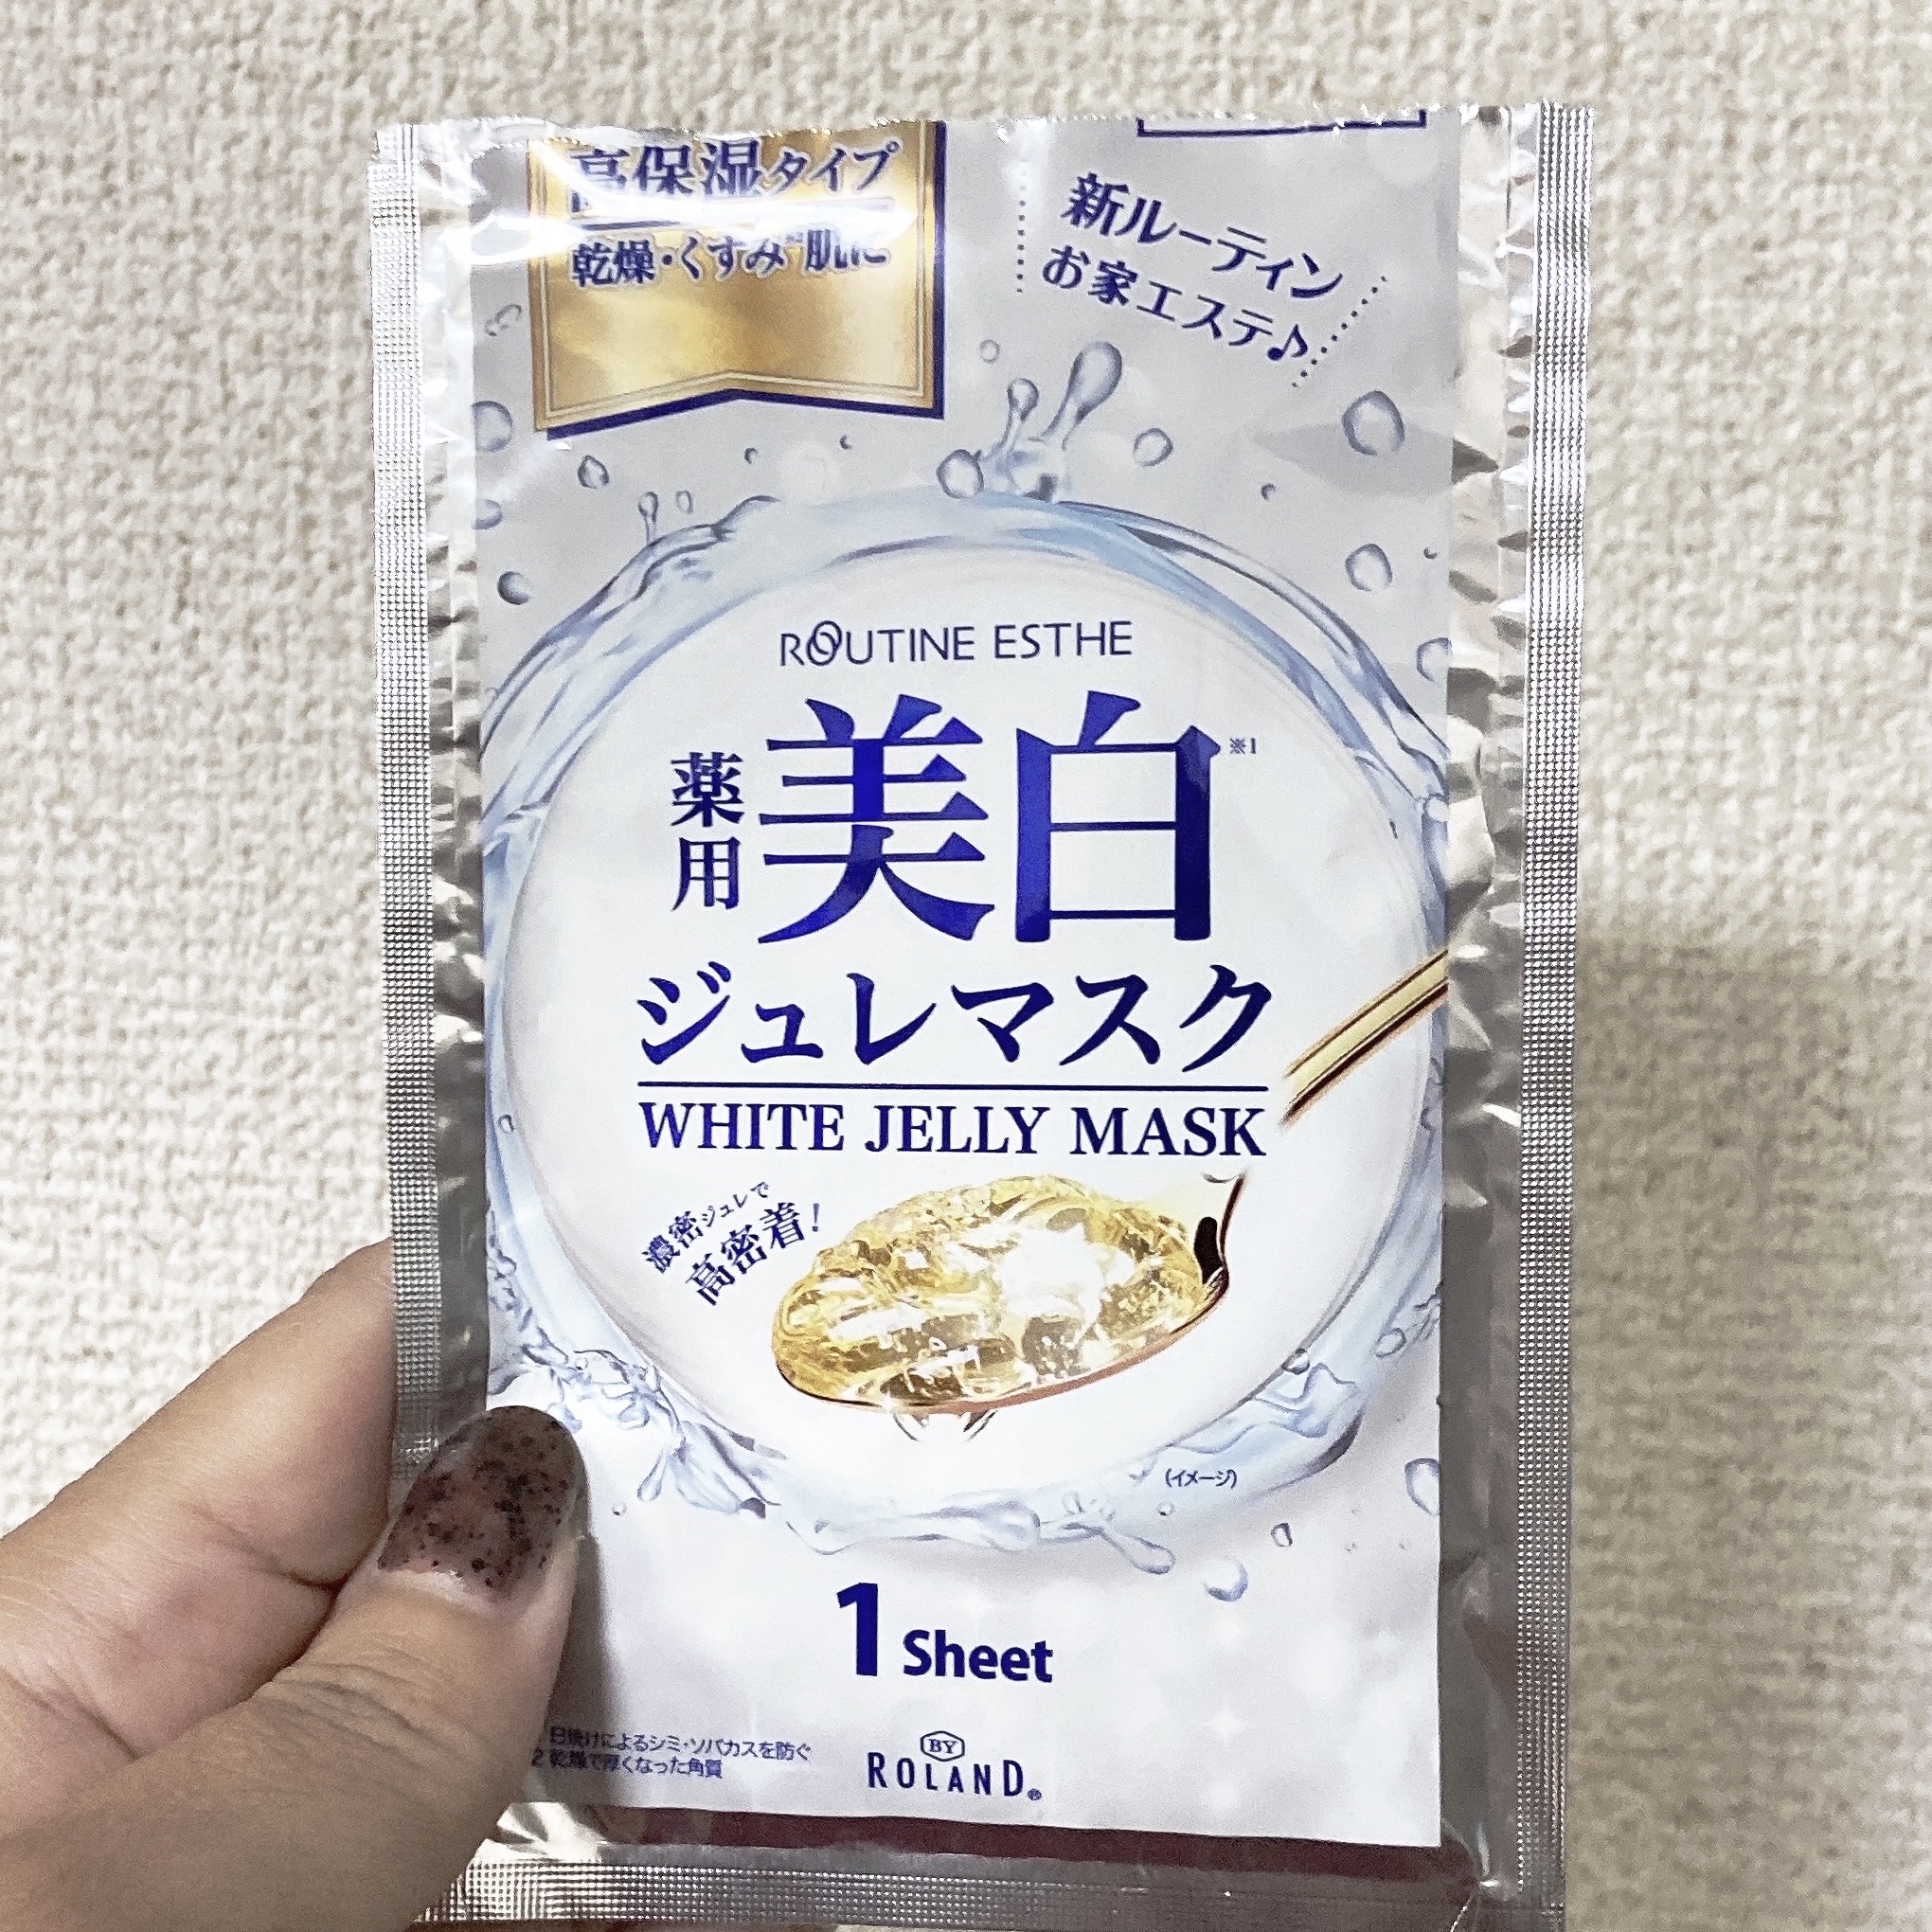 高保湿タイプ
乾燥・くすみ※2肌に
新ルーティン
お家エステ♪
ROUTINE ESTHE
薬用
美白※1
ジュレマスク
WHITE JELLY MASK
濃密ジュレで
高密着!
(イメージ)
1 Sheet
日焼けによるシミ・ソバカスを防ぐ
2 乾燥で厚くなった角質
BY
ROLAND®